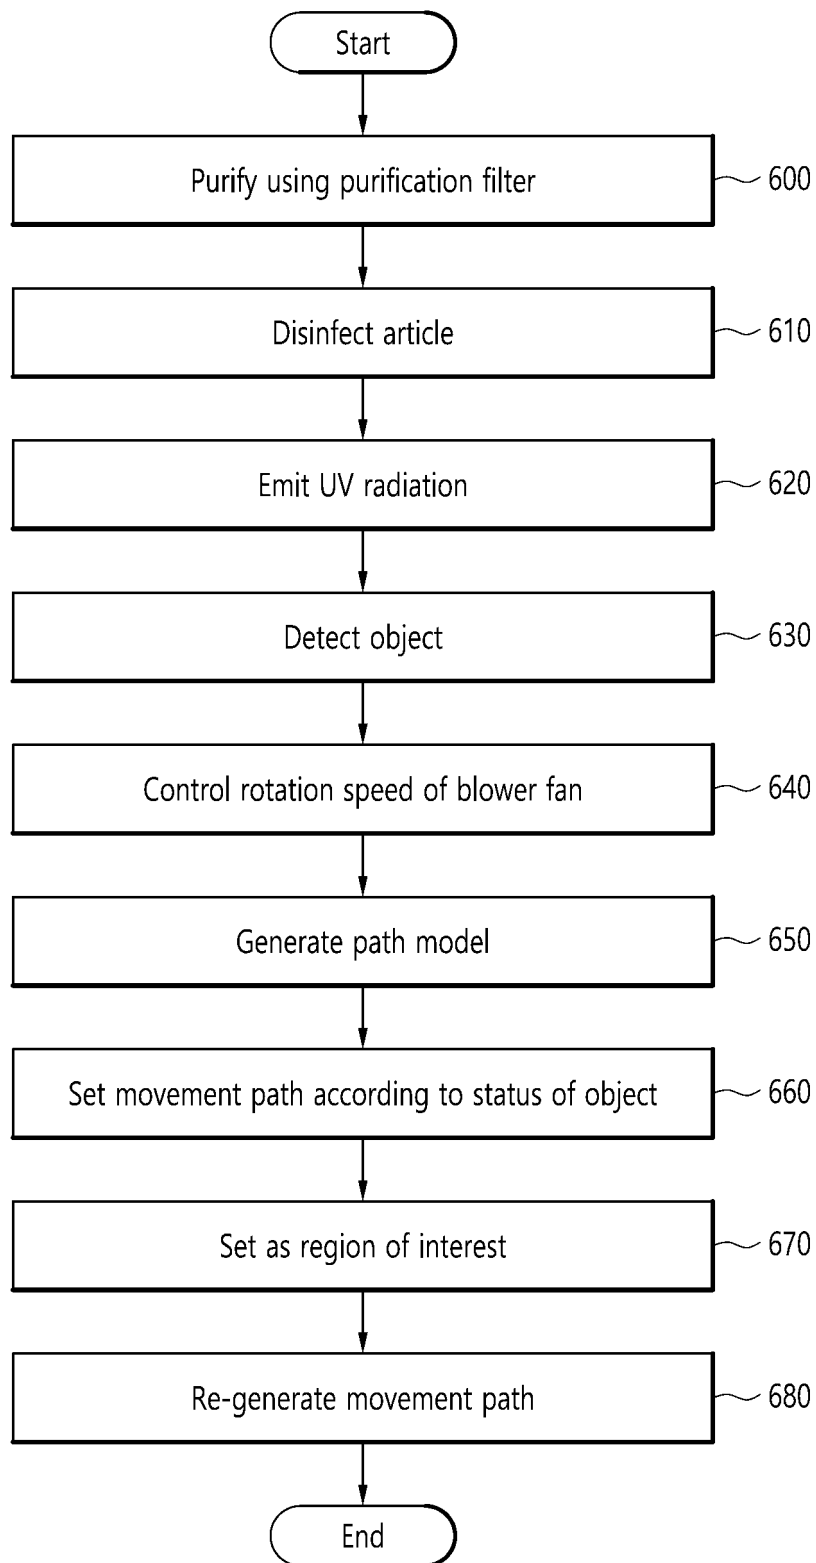 Start
Purify using purification filter
600
Disinfect article
610
Emit UV radiation
620
Detect object
630
Control rotation speed of blower fan
640
Generate path model
650
Set movement path according to status of object
660
Set as region of interest
670
Re-generate movement path
680
End